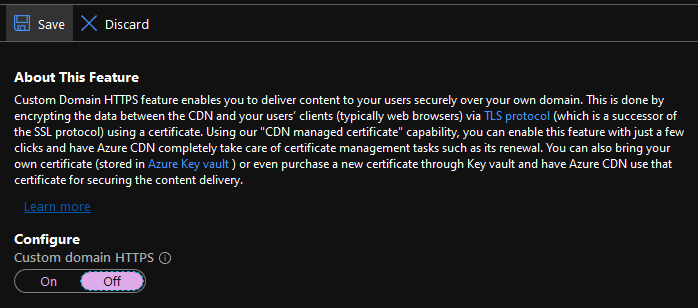 Save Discard
About This Feature
Custom Domain HTTPS feature enables you to deliver content to your users securely over your own domain. This is done by
encrypting the data between the CDN and your users' clients (typically web browsers) via TLS protocol (which is a successor of
the SSL protocol) using a certificate. Using our "CDN managed certificate" capability, you can enable this feature with just a few
clicks and have Azure CDN completely take care of certificate management tasks such as its renewal. You can also bring your
own certificate (stored in Azure Key vault ) or even purchase a new certificate through Key vault and have Azure CDN use that
certificate for securing the content delivery.
Learn more
Configure
Custom domain HTTPS
On Off